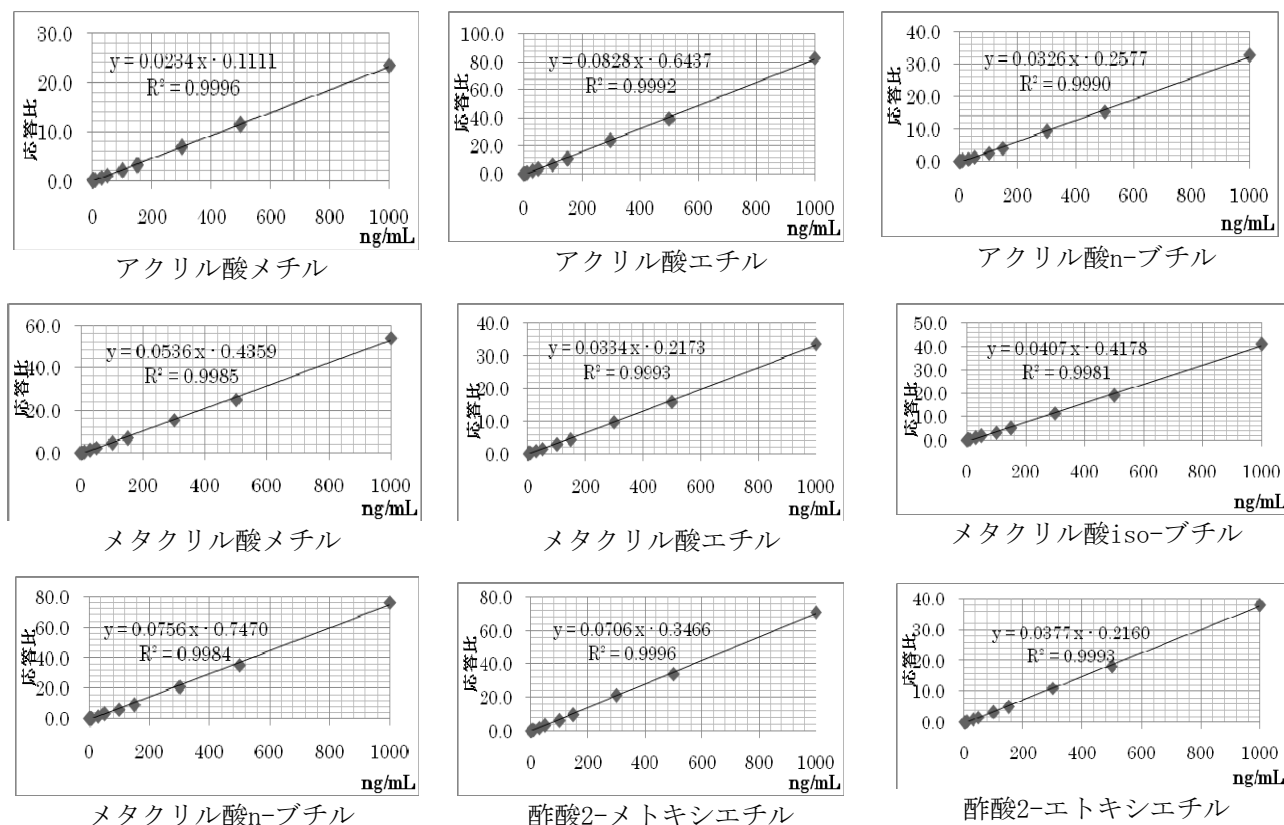 30.0
20.0
10.0
0.0
応答比
y = 0.0234 x - 0.1111
R² = 0.9996
0 200 400 600 800 1000
ng/mL
アクリル酸メチル
100.0
80.0
60.0
40.0
20.0
0.0
応答比
y = 0.0828 x - 0.6437
R² = 0.9992
0 200 400 600 800 1000
ng/mL
アクリル酸エチル
40.0
30.0
20.0
10.0
0.0
応答比
y = 0.0326 x - 0.2577
R² = 0.9990
0 200 400 600 800 1000
ng/mL
アクリル酸n-ブチル
60.0
40.0
20.0
0.0
応答比
y = 0.0536 x - 0.4359
R² = 0.9985
0 200 400 600 800 1000
ng/mL
メタクリル酸メチル
40.0
30.0
20.0
10.0
0.0
応答比
y = 0.0334 x - 0.2173
R² = 0.9993
0 200 400 600 800 1000
ng/mL
メタクリル酸エチル
50.0
40.0
30.0
20.0
10.0
0.0
応答比
y = 0.0407 x - 0.4178
R² = 0.9981
0 200 400 600 800 1000
ng/mL
メタクリル酸iso-ブチル
80.0
60.0
40.0
20.0
0.0
応答比
y = 0.0756 x - 0.7470
R² = 0.9984
0 200 400 600 800 1000
ng/mL
メタクリル酸n-ブチル
80.0
60.0
40.0
20.0
0.0
応答比
y = 0.0706 x - 0.3466
R² = 0.9996
0 200 400 600 800 1000
ng/mL
酢酸2-メトキシエチル
40.0
30.0
20.0
10.0
0.0
応答比
y = 0.0377 x - 0.2160
R² = 0.9993
0 200 400 600 800 1000
ng/mL
酢酸2-エトキシエチル